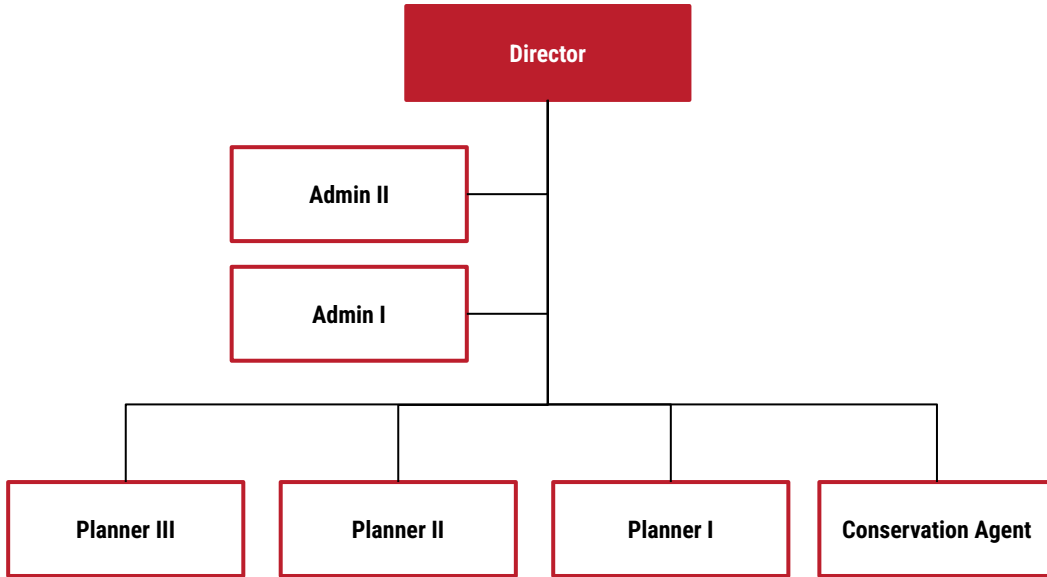 Director
Admin II
Admin I
Planner III
Planner II
Planner I
Conservation Agent